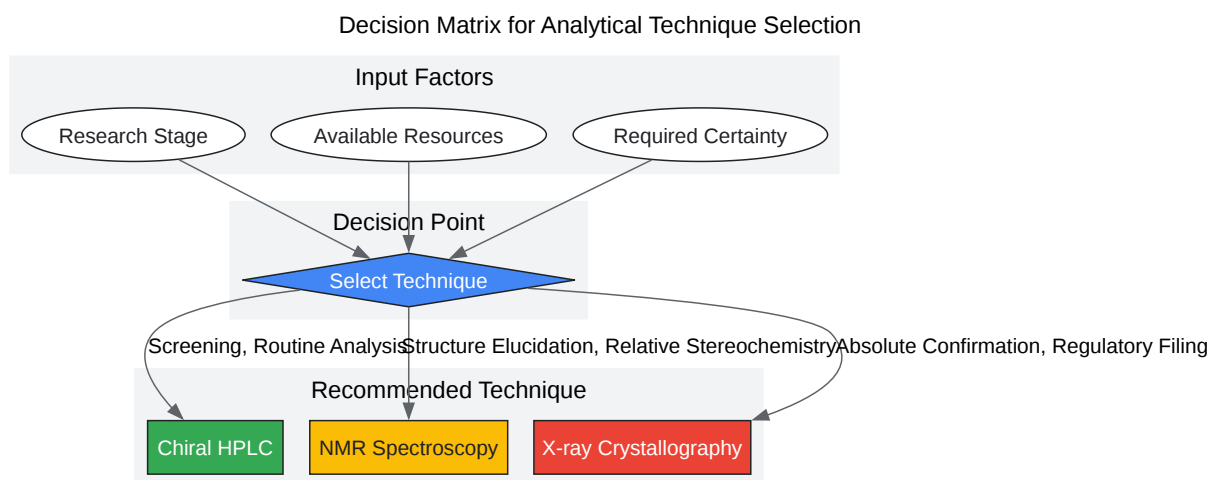 Decision Matrix for Analytical Technique Selection
Input Factors
Research Stage
Available Resources
Required Certainty
Decision Point
Select Technique
Screening, Routine Analysis
Structure Elucidation, Relative Stereochemistry
Absolute Confirmation, Regulatory Filing
Recommended Technique
Chiral HPLC
NMR Spectroscopy
X-ray Crystallography